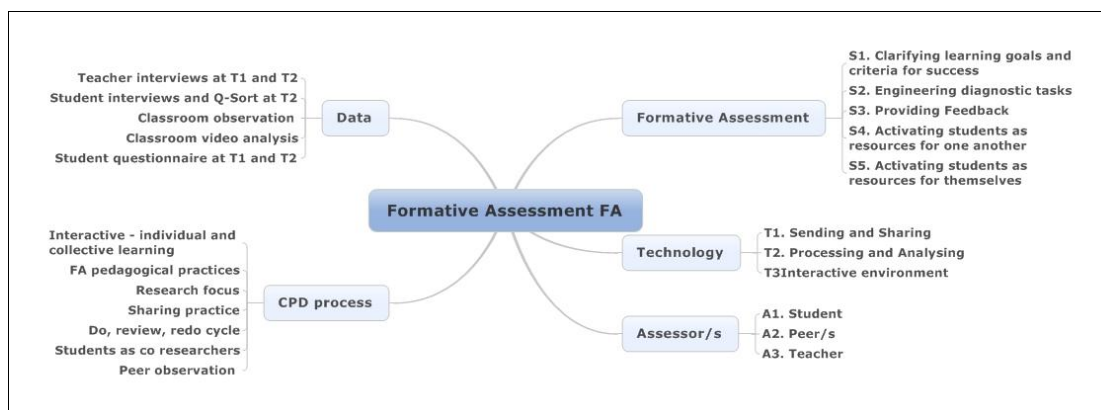 Formative Assessment FA
Data
Teacher interviews at T1 and T2
Student interviews and Q-Sort at T2
Classroom observation
Classroom video analysis
Student questionnaire at T1 and T2
CPD process
Interactive - individual and
collective learning
FA pedagogical practices
Research focus
Sharing practice
Do, review, redo cycle
Students as co researchers
Peer observation
Formative Assessment
S1. Clarifying learning goals and
criteria for success
S2. Engineering diagnostic tasks
S3. Providing Feedback
S4. Activating students as
resources for one another
S5. Activating students as
resources for themselves
Technology
T1. Sending and Sharing
T2. Processing and Analysing
T3Interactive environment
Assessor/s
A1. Student
A2. Peer/s
A3. Teacher